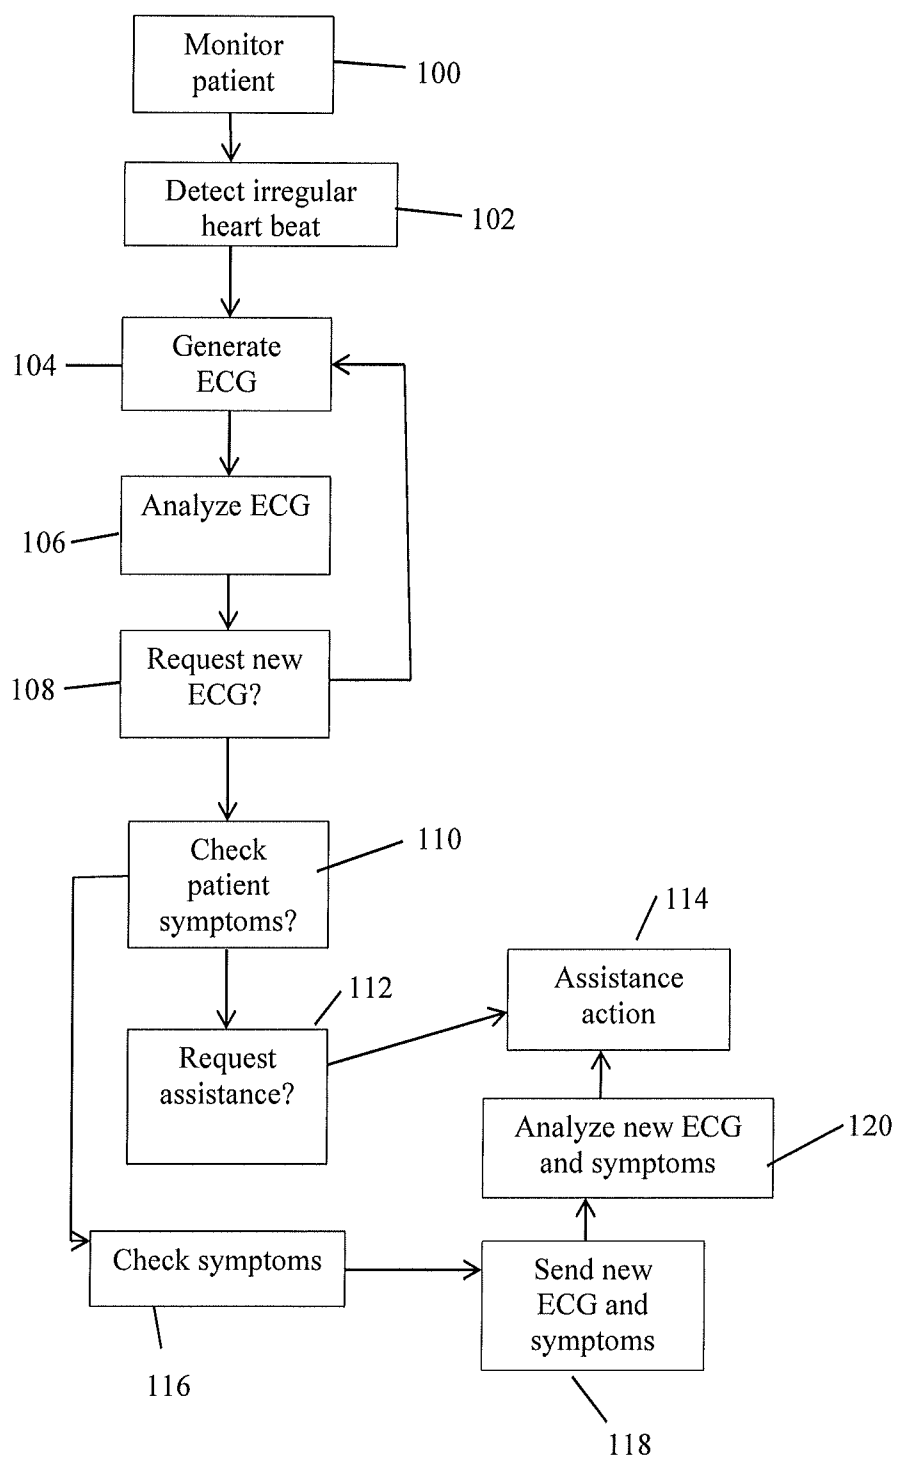 Monitor
patient
100
Detect irregular
heart beat
102
Generate
ECG
104
Analyze ECG
106
Request new
ECG?
108
Check
patient
symptoms?
110
114
Assistance
action
112
Request
assistance?
Analyze new ECG
and symptoms
120
Check symptoms
116
Send new
ECG and
symptoms
118